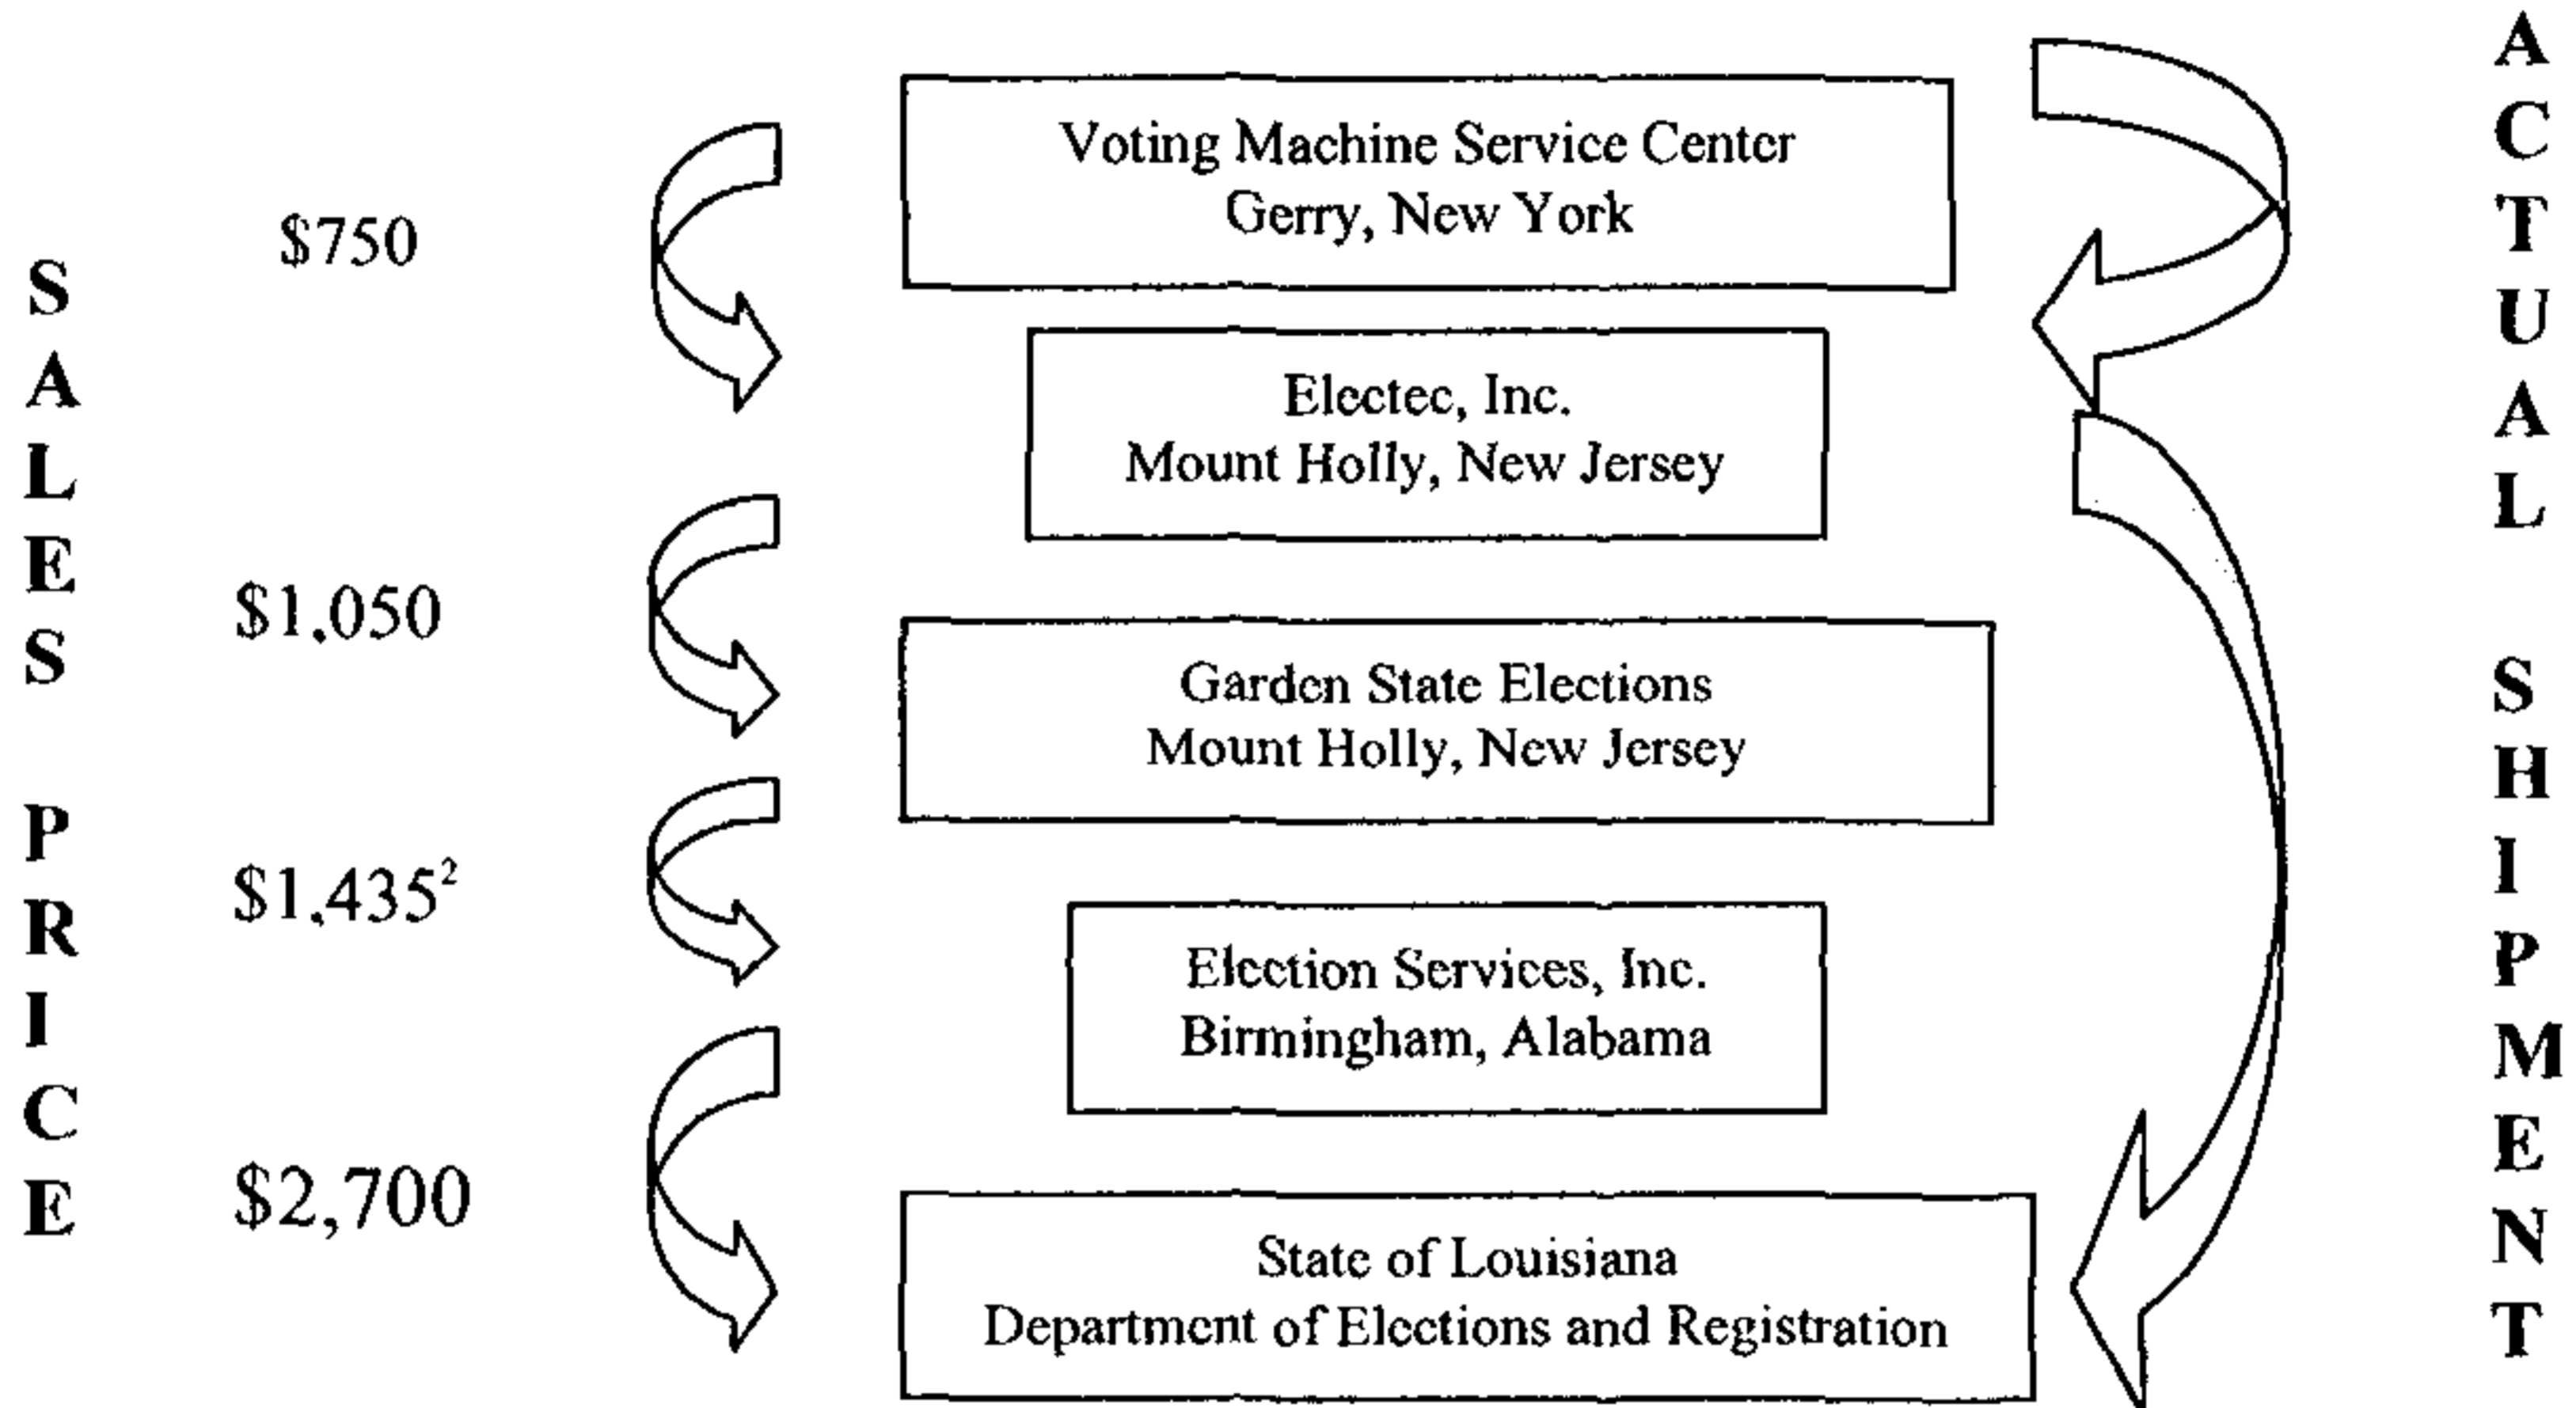 SALES PRICE
$750
$1,050
$1,435²
$2,700
Voting Machine Service Center
Gerry, New York
Electec, Inc.
Mount Holly, New Jersey
Garden State Elections
Mount Holly, New Jersey
Election Services, Inc.
Birmingham, Alabama
State of Louisiana
Department of Elections and Registration
ACTUAL SHIPMENT